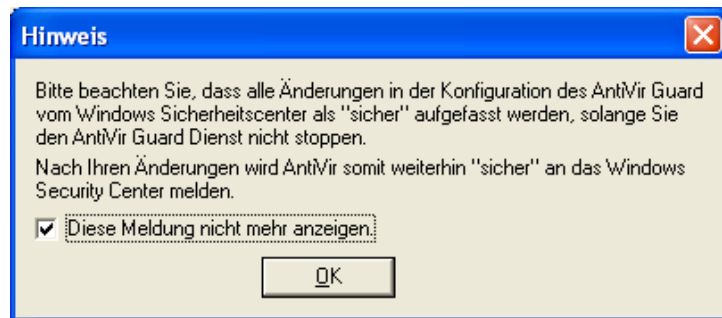 Hinweis
Bitte beachten Sie, dass alle Änderungen in der Konfiguration des AntiVir Guard
vom Windows Sicherheitscenter als "sicher" aufgefasst werden, solange Sie
den AntiVir Guard Dienst nicht stoppen.
Nach Ihren Änderungen wird AntiVir somit weiterhin "sicher" an das Windows
Security Center melden.
Diese Meldung nicht mehr anzeigen.
OK